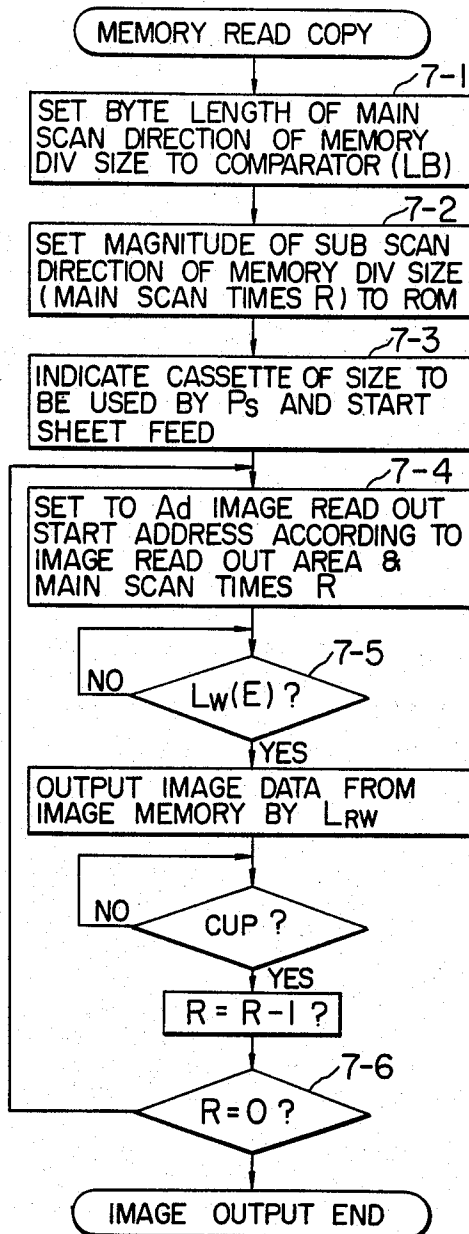 MEMORY READ COPY
7-1
SET BYTE LENGTH OF MAIN
SCAN DIRECTION OF MEMORY
DIV SIZE TO COMPARATOR (LB)
7-2
SET MAGNITUDE OF SUB SCAN
DIRECTION OF MEMORY DIV SIZE
(MAIN SCAN TIMES R) TO ROM
7-3
INDICATE CASSETTE OF SIZE TO
BE USED BY Ps AND START
SHEET FEED
7-4
SET TO Ad IMAGE READ OUT
START ADDRESS ACCORDING TO
IMAGE READ OUT AREA &
MAIN SCAN TIMES R
7-5
NO
Lw(E) ?
YES
OUTPUT IMAGE DATA FROM
IMAGE MEMORY BY LRW
NO
CUP ?
YES
R = R-1 ?
7-6
R=0 ?
IMAGE OUTPUT END